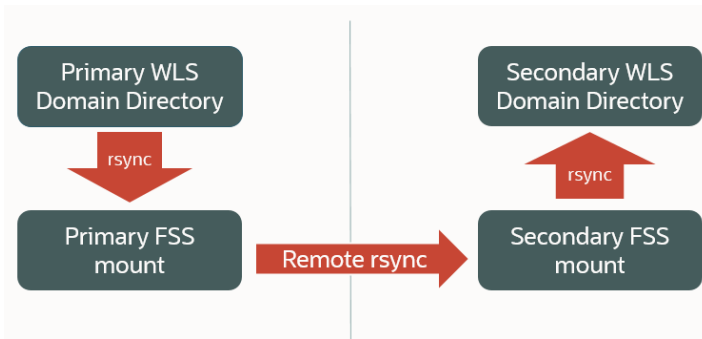 Primary WLS
Domain Directory
rsync
Primary FSS
mount
Remote rsync
Secondary WLS
Domain Directory
rsync
Secondary FSS
mount